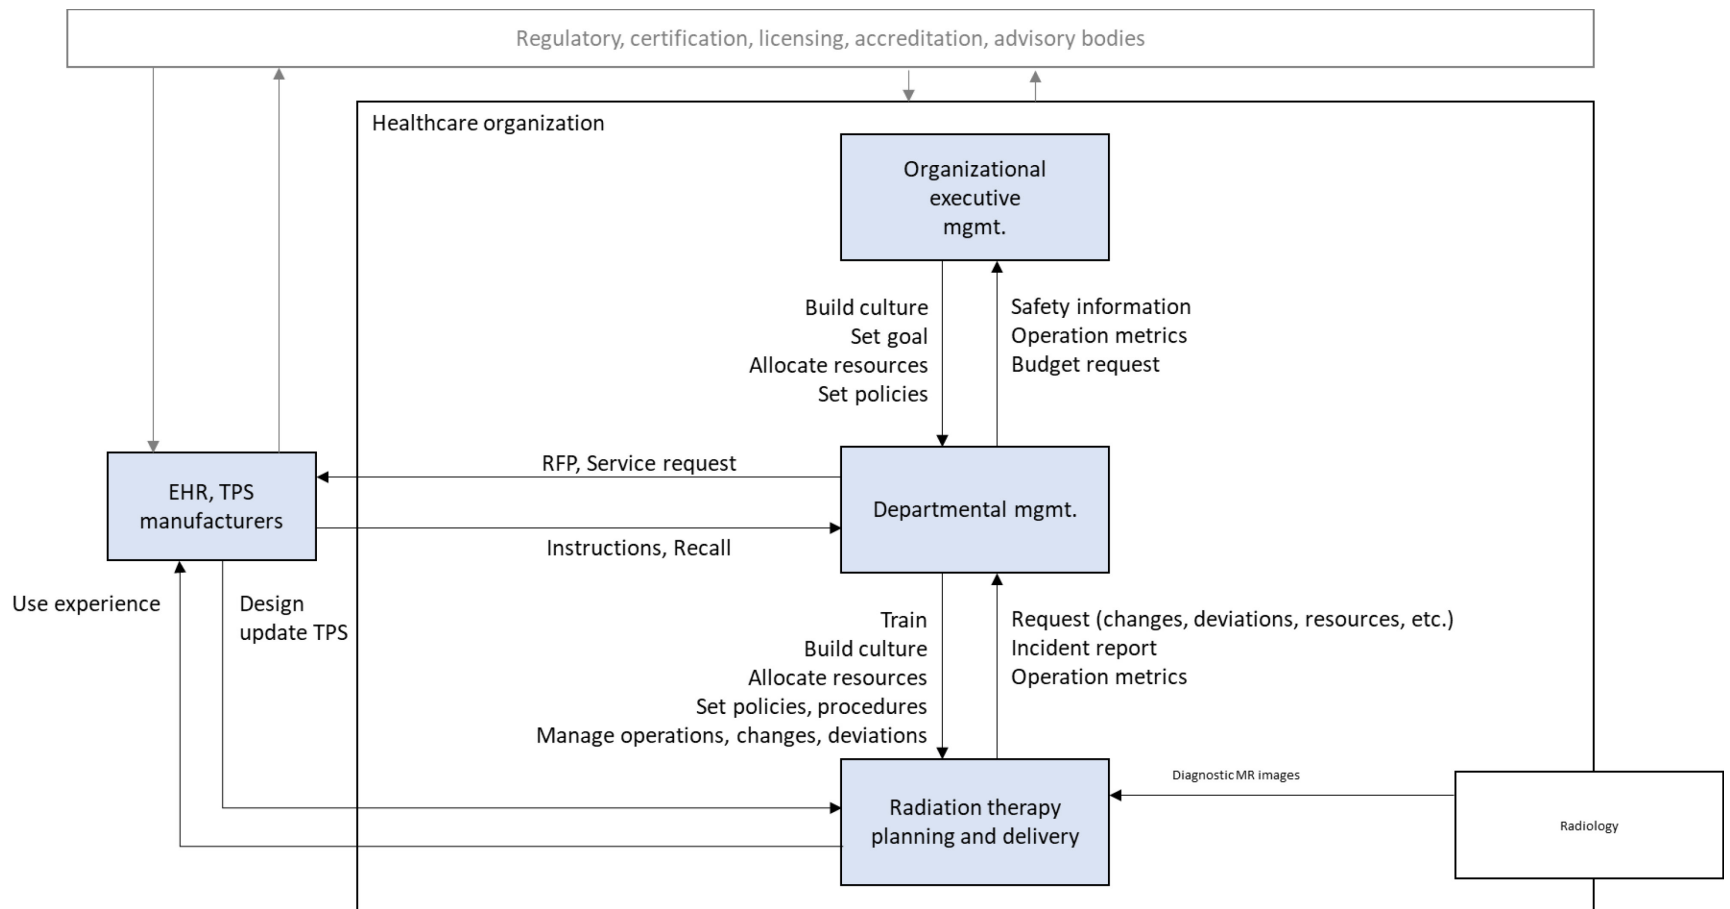 Regulatory, certification, licensing, accreditation, advisory bodies
Healthcare organization
Organizational
executive
mgmt.
Build culture
Set goal
Allocate resources
Set policies
Safety information
Operation metrics
Budget request
EHR, TPS
manufacturers
RFP, Service request
Instructions, Recall
Departmental mgmt.
Use experience
Design
update TPS
Train
Build culture
Allocate resources
Set policies, procedures
Manage operations, changes, deviations
Request (changes, deviations, resources, etc.)
Incident report
Operation metrics
Radiation therapy
planning and delivery
Diagnostic MR images
Radiology